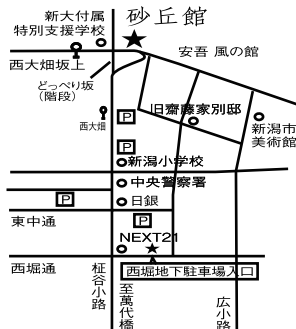 砂丘館
新大付属
特別支援学校
安吾 風の館
西大畑坂上
どっぺり坂
(階段)
西大畑
P
旧齋藤家別邸
新潟市
美術館
P
新潟小学校
中央警察署
P
日銀
東中通
P
NEXT21
西堀通
西堀地下駐車場入口
柾谷小路
至萬代橋
広小路